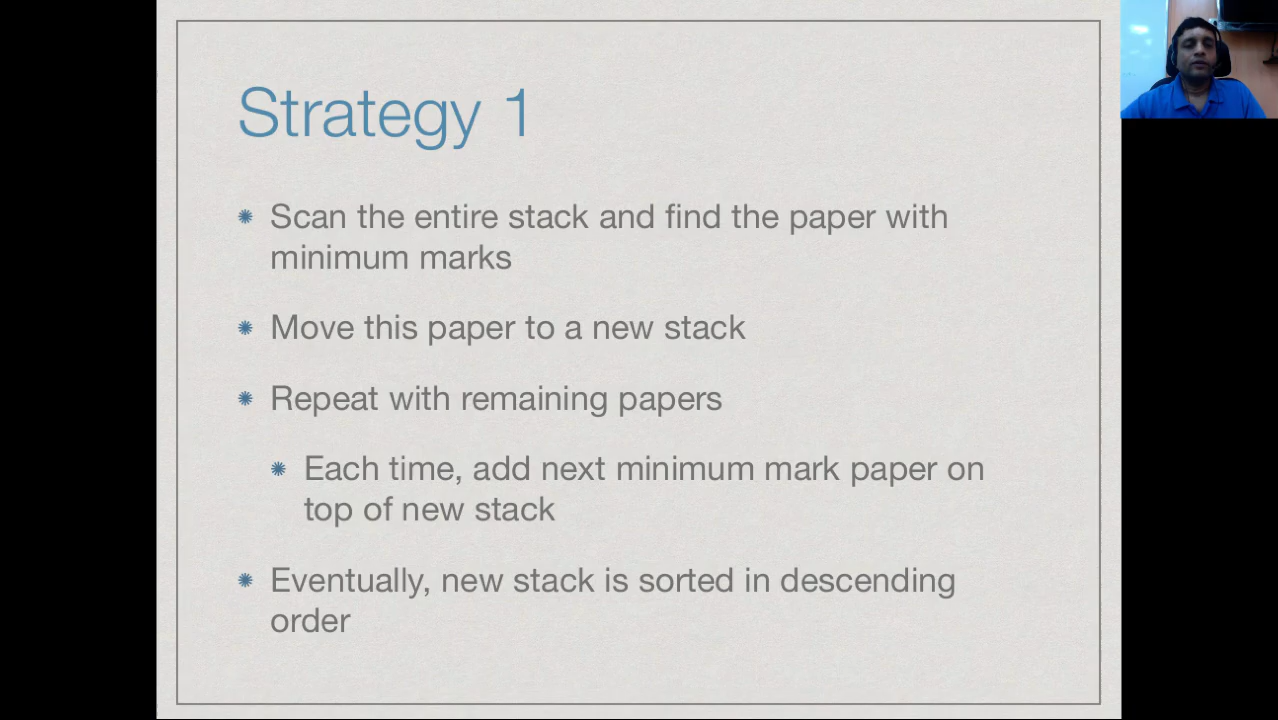 Strategy 1
Scan the entire stack and find the paper with
minimum marks
Move this paper to a new stack
Repeat with remaining papers
Each time, add next minimum mark paper on
top of new stack
Eventually, new stack is sorted in descending
order